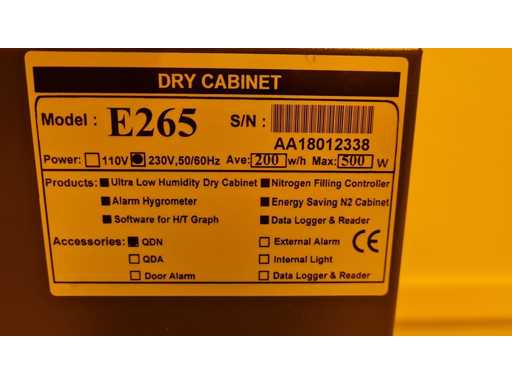 DRY CABINET
Model : E265 S/N :
AA18012338
Power: 110V 230V,50/60Hz Ave: 200 w/h Max: 500 W
Products: Ultra Low Humidity Dry Cabinet Nitrogen Filling Controller
Alarm Hygrometer Energy Saving N2 Cabinet
Software for H/T Graph Data Logger & Reader
Accessories: QDN External Alarm CE
QDA Internal Light
Door Alarm Data Logger & Reader